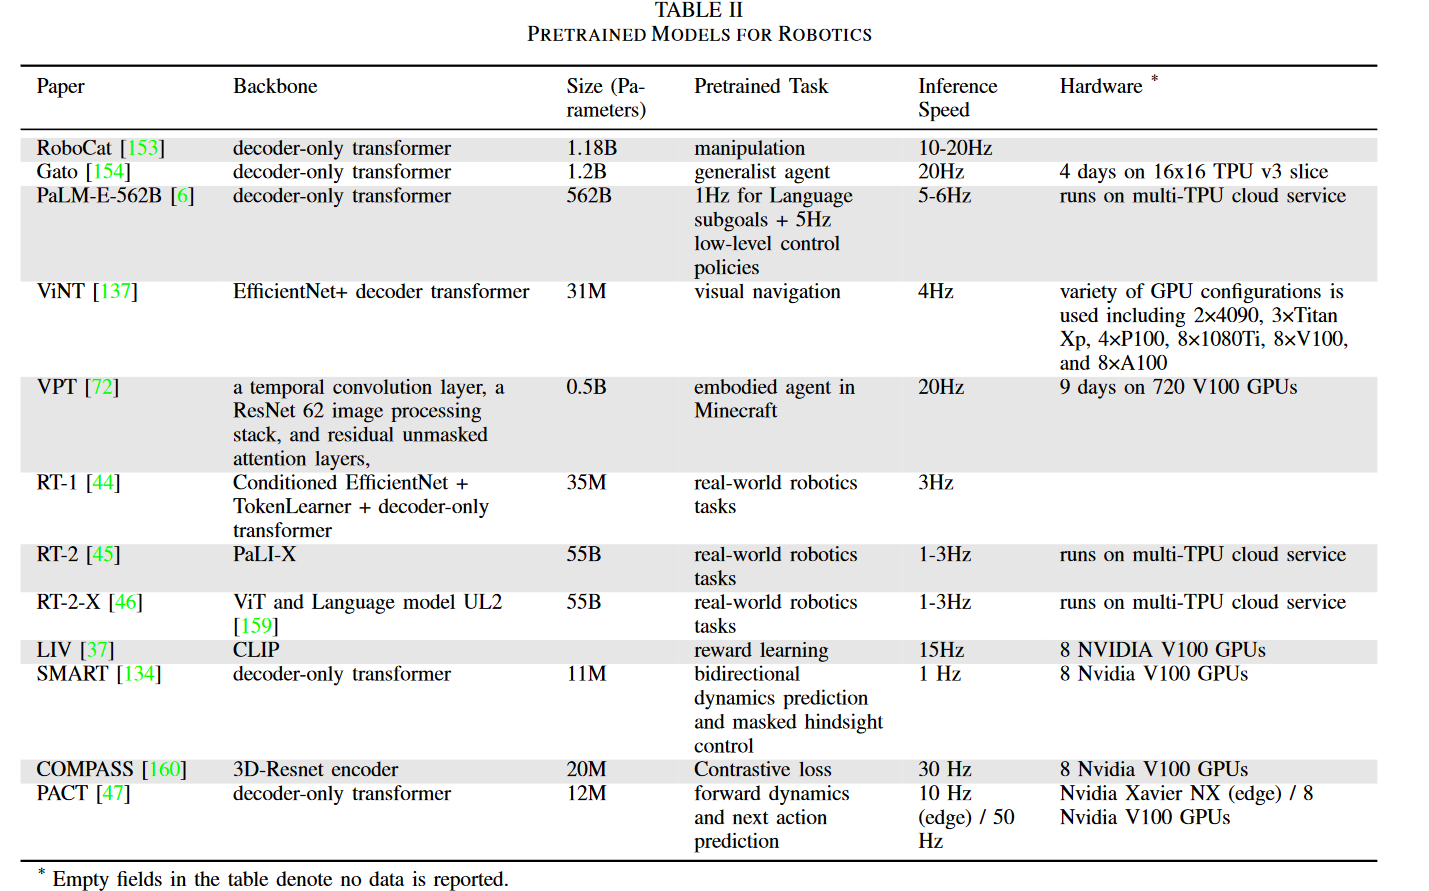 TABLE II
PRETRAINED MODELS FOR ROBOTICS
Paper Backbone Size (Pa- Pretrained Task Inference Hardware *
rameters) Speed
RoboCat [153] decoder-only transformer 1.18B manipulation 10-20Hz
Gato [154] decoder-only transformer 1.2B generalist agent 20Hz 4 days on 16x16 TPU v3 slice
PaLM-E-562B [6] decoder-only transformer 562B 1Hz for Language 5-6Hz runs on multi-TPU cloud service
subgoals + 5Hz
low-level control
policies
ViNT [137] EfficientNet+ decoder transformer 31M visual navigation 4Hz variety of GPU configurations is
used including 2×4090, 3×Titan
Xp, 4×P100, 8×1080Ti, 8×V100,
and 8×A100
VPT [72] a temporal convolution layer, a 0.5B embodied agent in 20Hz 9 days on 720 V100 GPUs
ResNet 62 image processing Minecraft
stack, and residual unmasked
attention layers,
RT-1 [44] Conditioned EfficientNet + 35M real-world robotics 3Hz
TokenLearner + decoder-only tasks
transformer
RT-2 [45] PaLI-X 55B real-world robotics 1-3Hz runs on multi-TPU cloud service
tasks
RT-2-X [46] ViT and Language model UL2 55B real-world robotics 1-3Hz runs on multi-TPU cloud service
[159] tasks
LIV [37] CLIP reward learning 15Hz 8 NVIDIA V100 GPUs
SMART [134] decoder-only transformer 11M bidirectional 1 Hz 8 Nvidia V100 GPUs
dynamics prediction
and masked hindsight
control
COMPASS [160] 3D-Resnet encoder 20M Contrastive loss 30 Hz 8 Nvidia V100 GPUs
PACT [47] decoder-only transformer 12M forward dynamics 10 Hz Nvidia Xavier NX (edge) / 8
and next action (edge) / 50 Nvidia V100 GPUs
prediction Hz
* Empty fields in the table denote no data is reported.